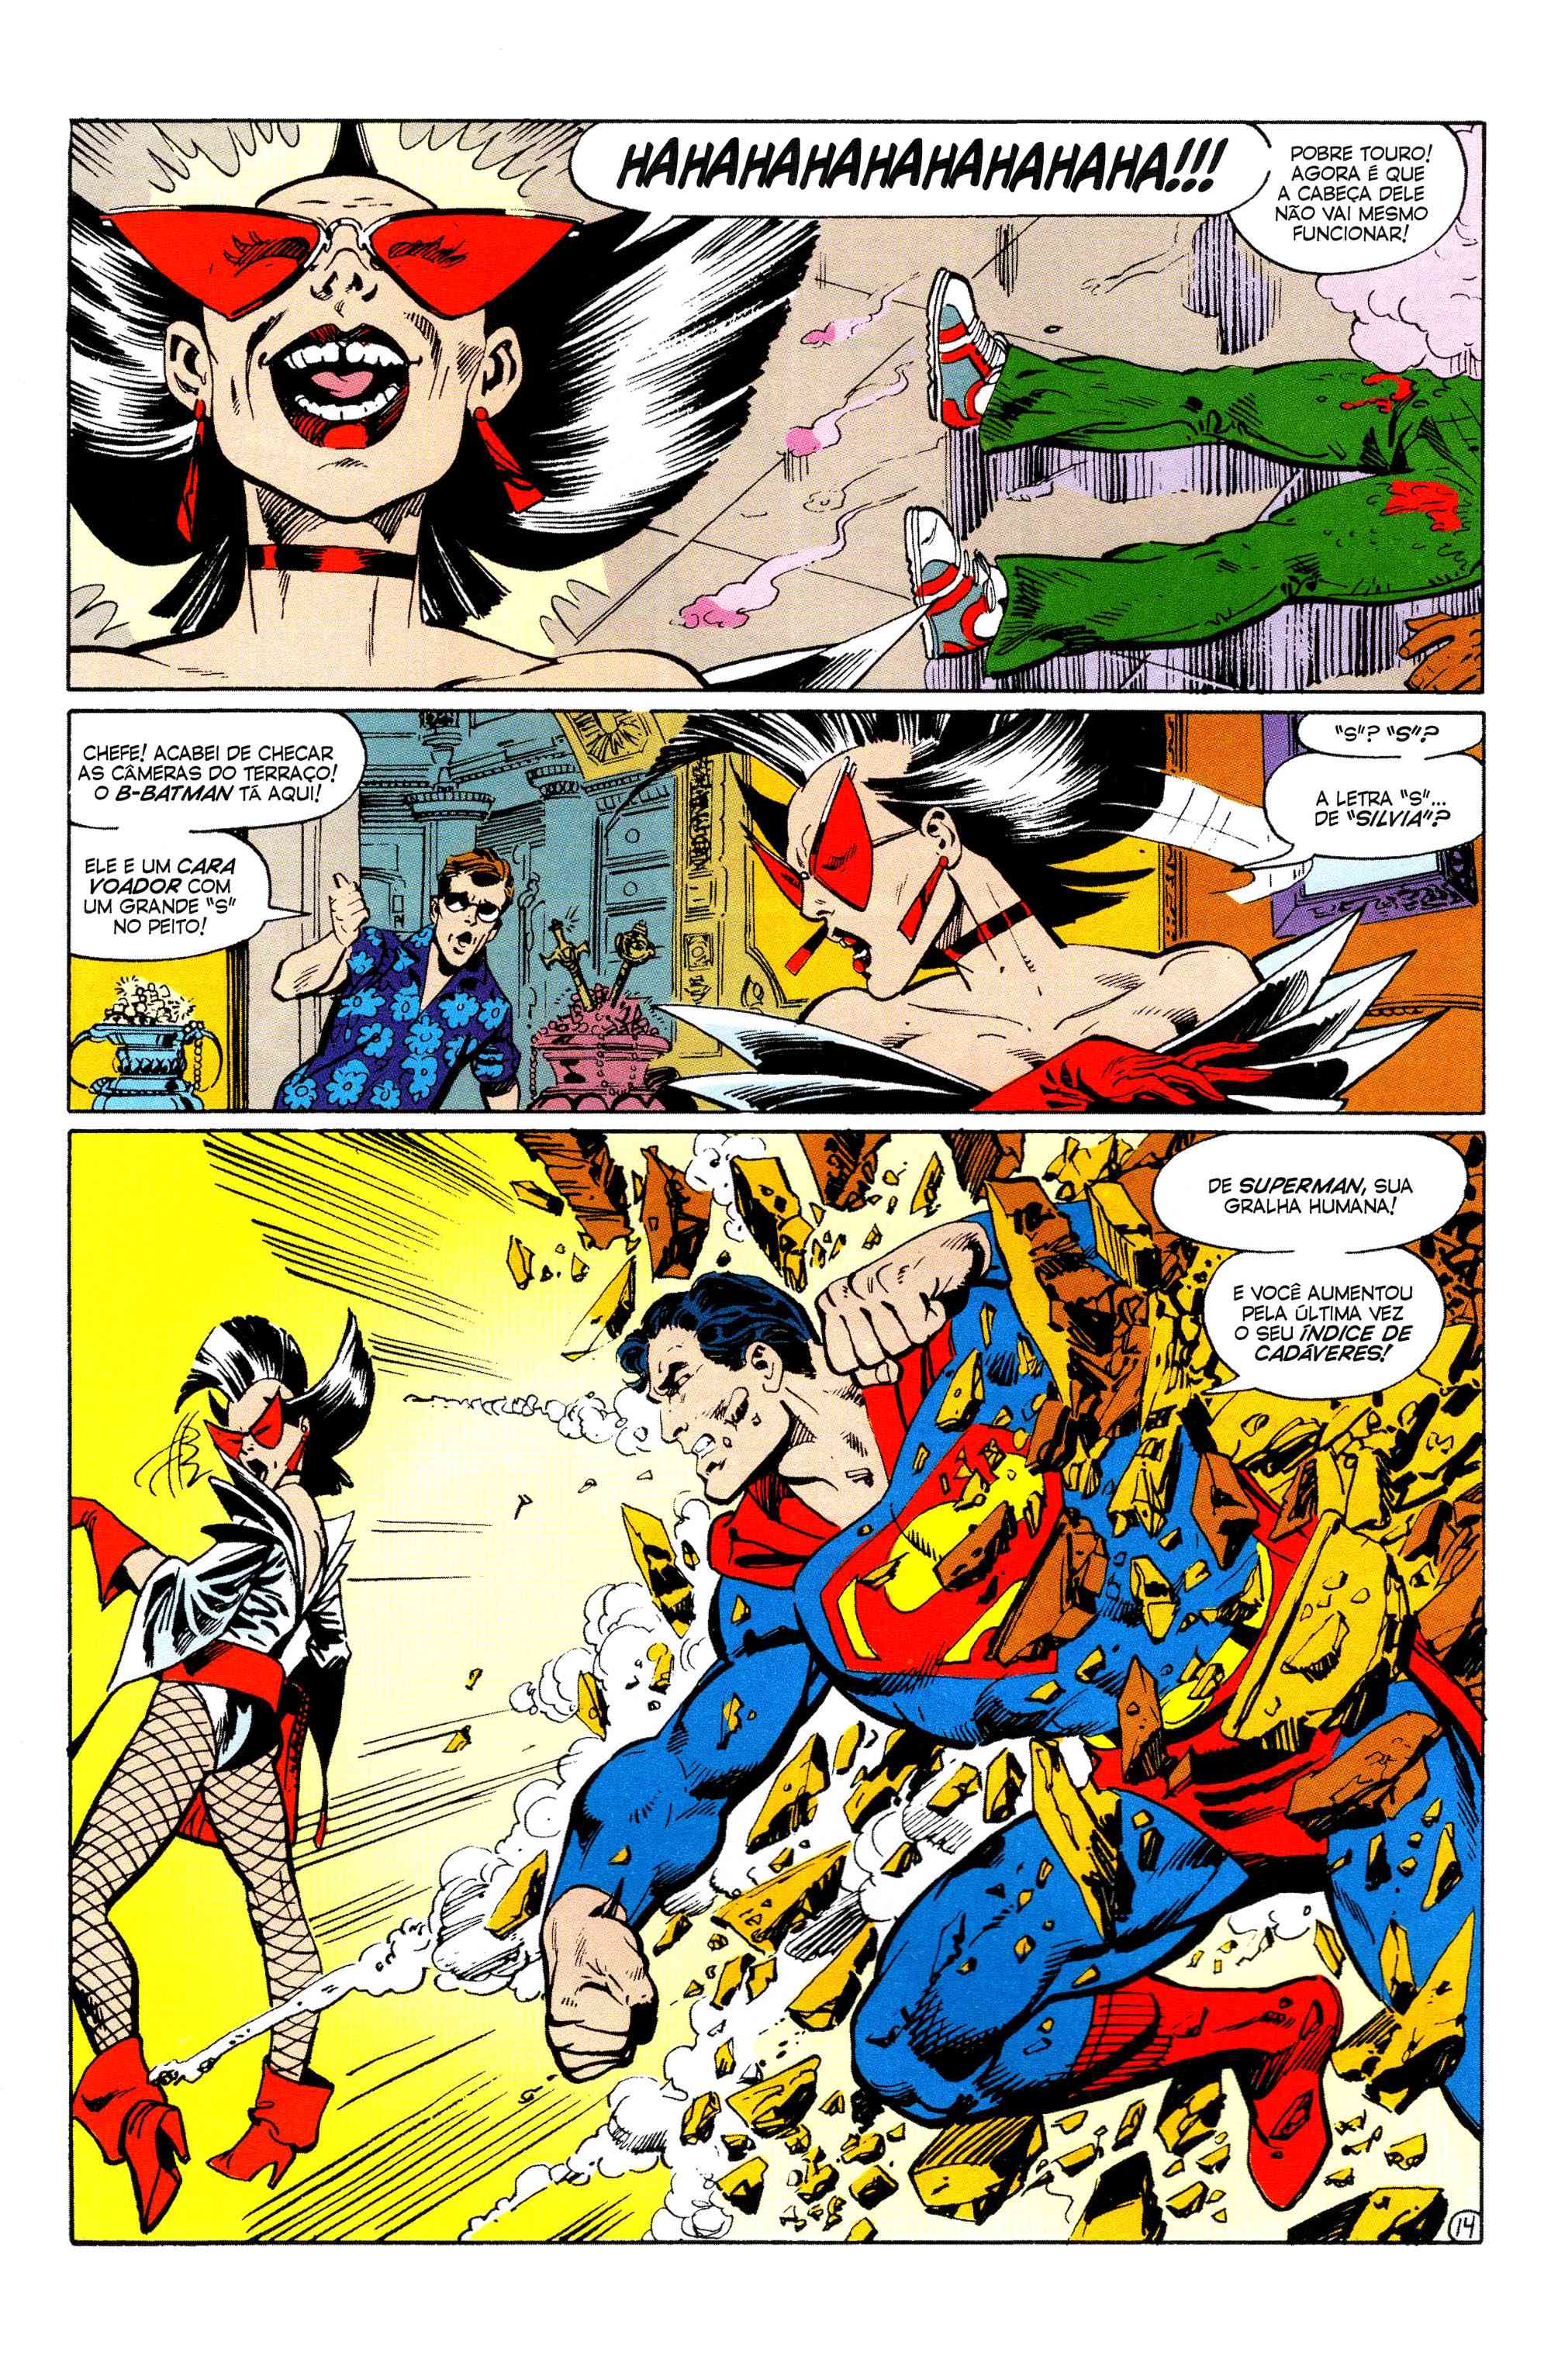 HAHAHAHAHAHAHAHAHAHA!!!
POBRE TOURO!
AGORA É QUE
A CABEÇA DELE
NÃO VAI MESMO
FUNCIONAR!
CHEFE! ACABEI DE CHECAR
AS CÂMERAS DO TERRAÇO!
O B-BATMAN TÁ AQUI!
ELE E UM CARA
VOADOR COM
UM GRANDE "S"
NO PEITO!
"S"? "S"?
A LETRA "S"...
DE "SILVIA"?
DE SUPERMAN, SUA
GRALHA HUMANA!
E VOCÊ AUMENTOU
PELA ÚLTIMA VEZ
O SEU ÍNDICE DE
CADÁVERES!
14